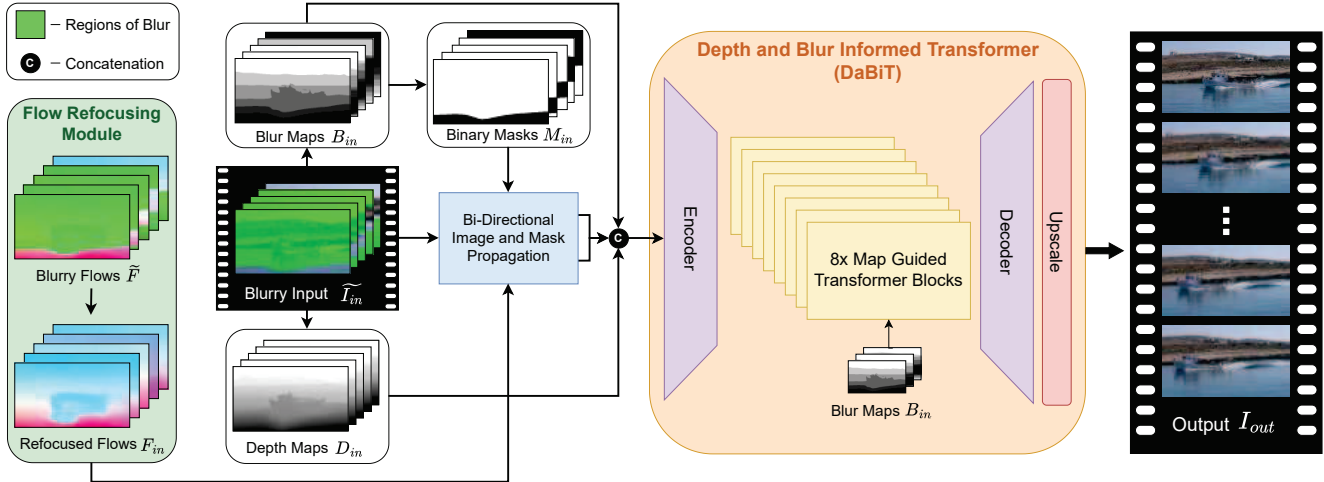 – Regions of Blur
C – Concatenation
Flow Refocusing
Module
Blurry Flows F̃
Refocused Flows F_in
Blur Maps B_in
Binary Masks M_in
Blurry Input Ĩ_in
Depth Maps D_in
Bi-Directional
Image and Mask
Propagation
C
Depth and Blur Informed Transformer
(DaBiT)
Encoder
8x Map Guided
Transformer Blocks
Blur Maps B_in
Decoder
Upscale
Output I_out